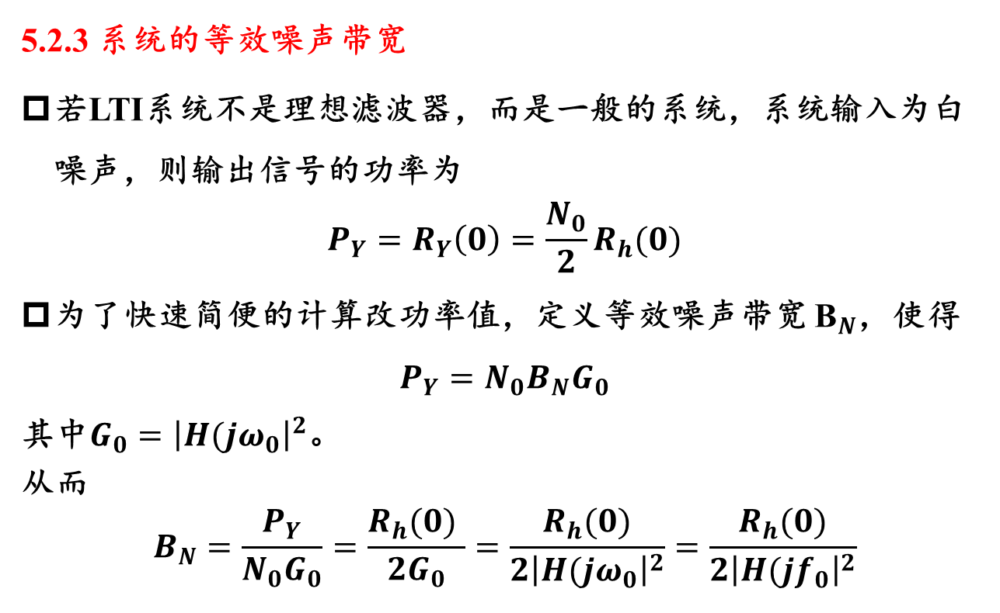 5.2.3 系统的等效噪声带宽
若LTI系统不是理想滤波器，而是一般的系统，系统输入为白
噪声，则输出信号的功率为
$P_Y = R_Y(0) = \frac{N_0}{2} R_h(0)$
为了快速简便的计算改功率值，定义等效噪声带宽 B_N，使得
$P_Y = N_0 B_N G_0$
其中$G_0 = |H(j\omega_0|^2$。
从而
$B_N = \frac{P_Y}{N_0 G_0} = \frac{R_h(0)}{2G_0} = \frac{R_h(0)}{2|H(j\omega_0|^2} = \frac{R_h(0)}{2|H(jf_0|^2}$